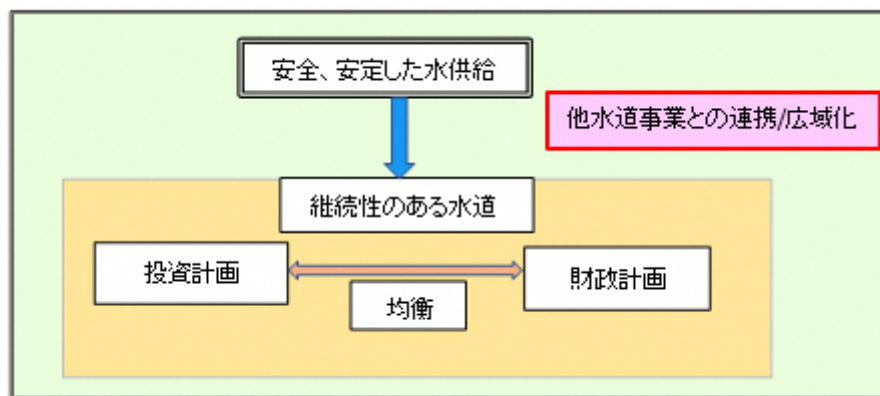 安全、安定した水供給
他水道事業との連携/広域化
継続性のある水道
投資計画
財政計画
均衡